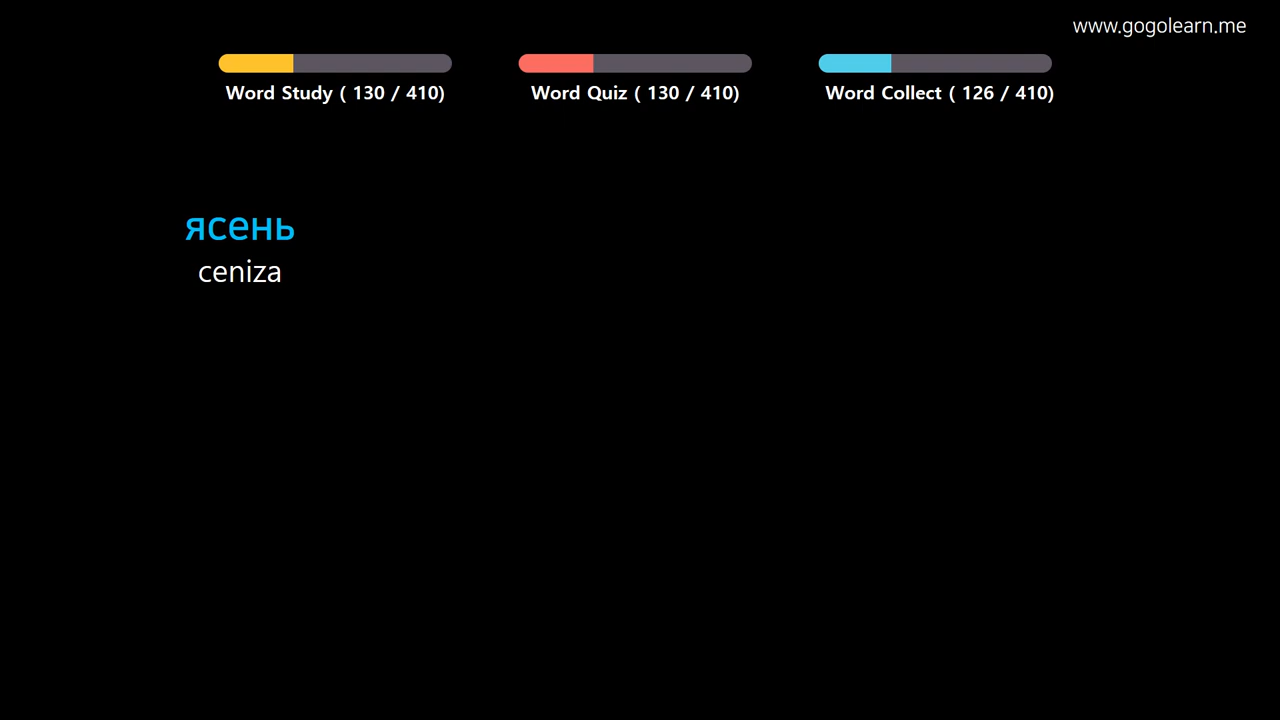 www.gogolearn.me
Word Study ( 130 / 410)
Word Quiz ( 130 / 410)
Word Collect ( 126 / 410)
ясень
ceniza